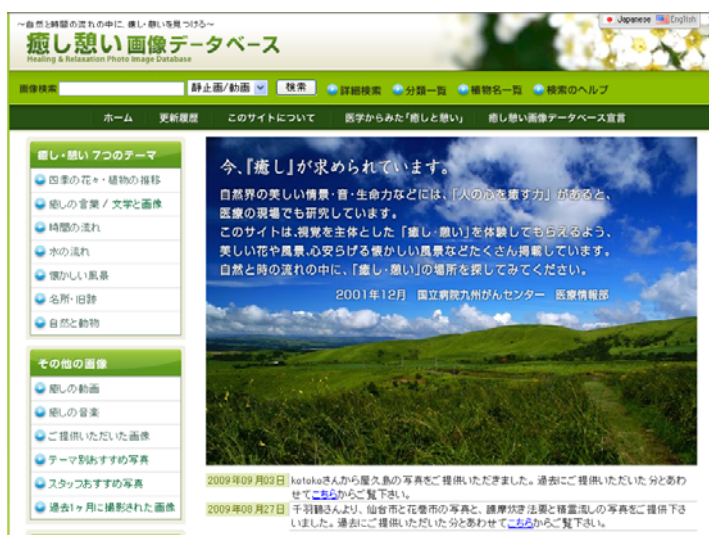 ～自然と時間の流れの中に、癒し・憩いを見つける～
癒し憩い画像データベース
Healing & Relaxation Photo Image Database
Japanese English
画像検索 静止画/動画 検索 詳細検索 分類一覧 植物名一覧 検索のヘルプ
ホーム 更新履歴 このサイトについて 医学からみた「癒しと憩い」 癒し憩い画像データベース宣言
癒し・憩い 7つのテーマ
四季の花々・植物の推移
癒しの言葉 / 文学と画像
時間の流れ
水の流れ
懐かしい風景
名所・旧跡
自然と動物
その他の画像
癒しの動画
癒しの音楽
ご提供いただいた画像
テーマ別おすすめ写真
スタッフおすすめ写真
過去1ヶ月に撮影された画像
今、『癒し』が求められています。
自然界の美しい情景・音・生命力などには、「人の心を癒す力」があると、
医療の現場でも研究しています。
このサイトは、視覚を主体とした「癒し・憩い」を体験してもらえるよう、
美しい花や風景、心安らげる懐かしい風景などたくさん掲載しています。
自然と時の流れの中に、「癒し・憩い」の場所を探してみてください。
2001年12月 国立病院九州がんセンター 医療情報部
2009年09月03日 kotokoさんから屋久島の写真をご提供いただきました。過去にご提供いただいた分とあわ
せてこちらからご覧下さい。
2009年08月27日 千羽鶴さんより、仙台市と花巻市の写真と、護摩炊き法要と精霊流しの写真をご提供下さ
いました。過去にご提供いただいた分とあわせてこちらからご覧下さい。